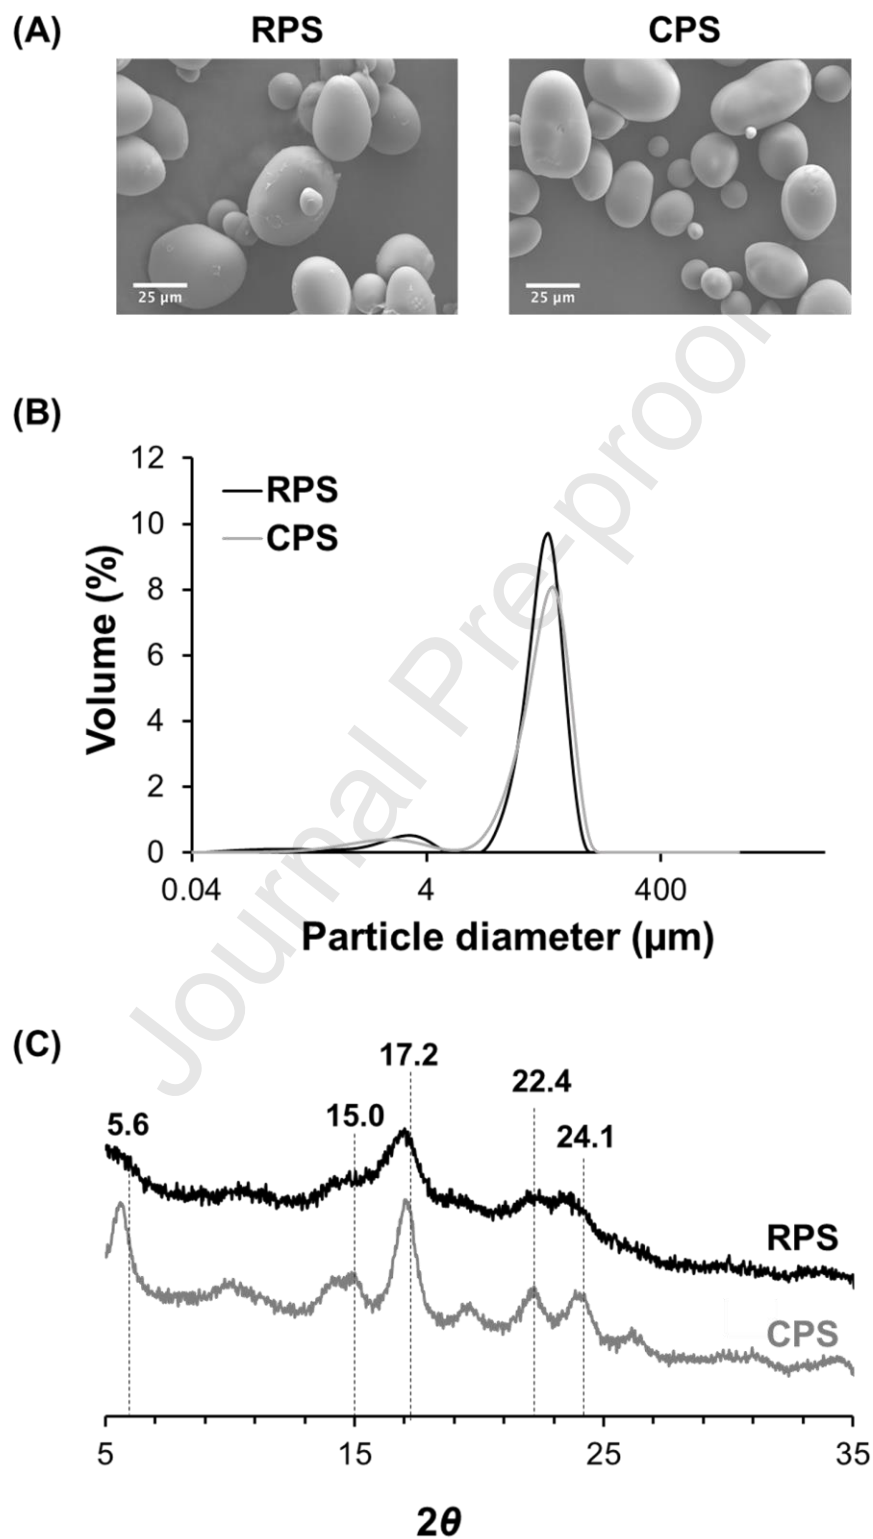 (A)
RPS
CPS
25 µm
25 µm
(B)
12
10
8
6
4
2
0
RPS
CPS
Volume (%)
0.04
4
400
Particle diameter (µm)
Journal Pre-proof
(C)
17.2
22.4
5.6
15.0
24.1
RPS
CPS
5
15
25
35
2θ